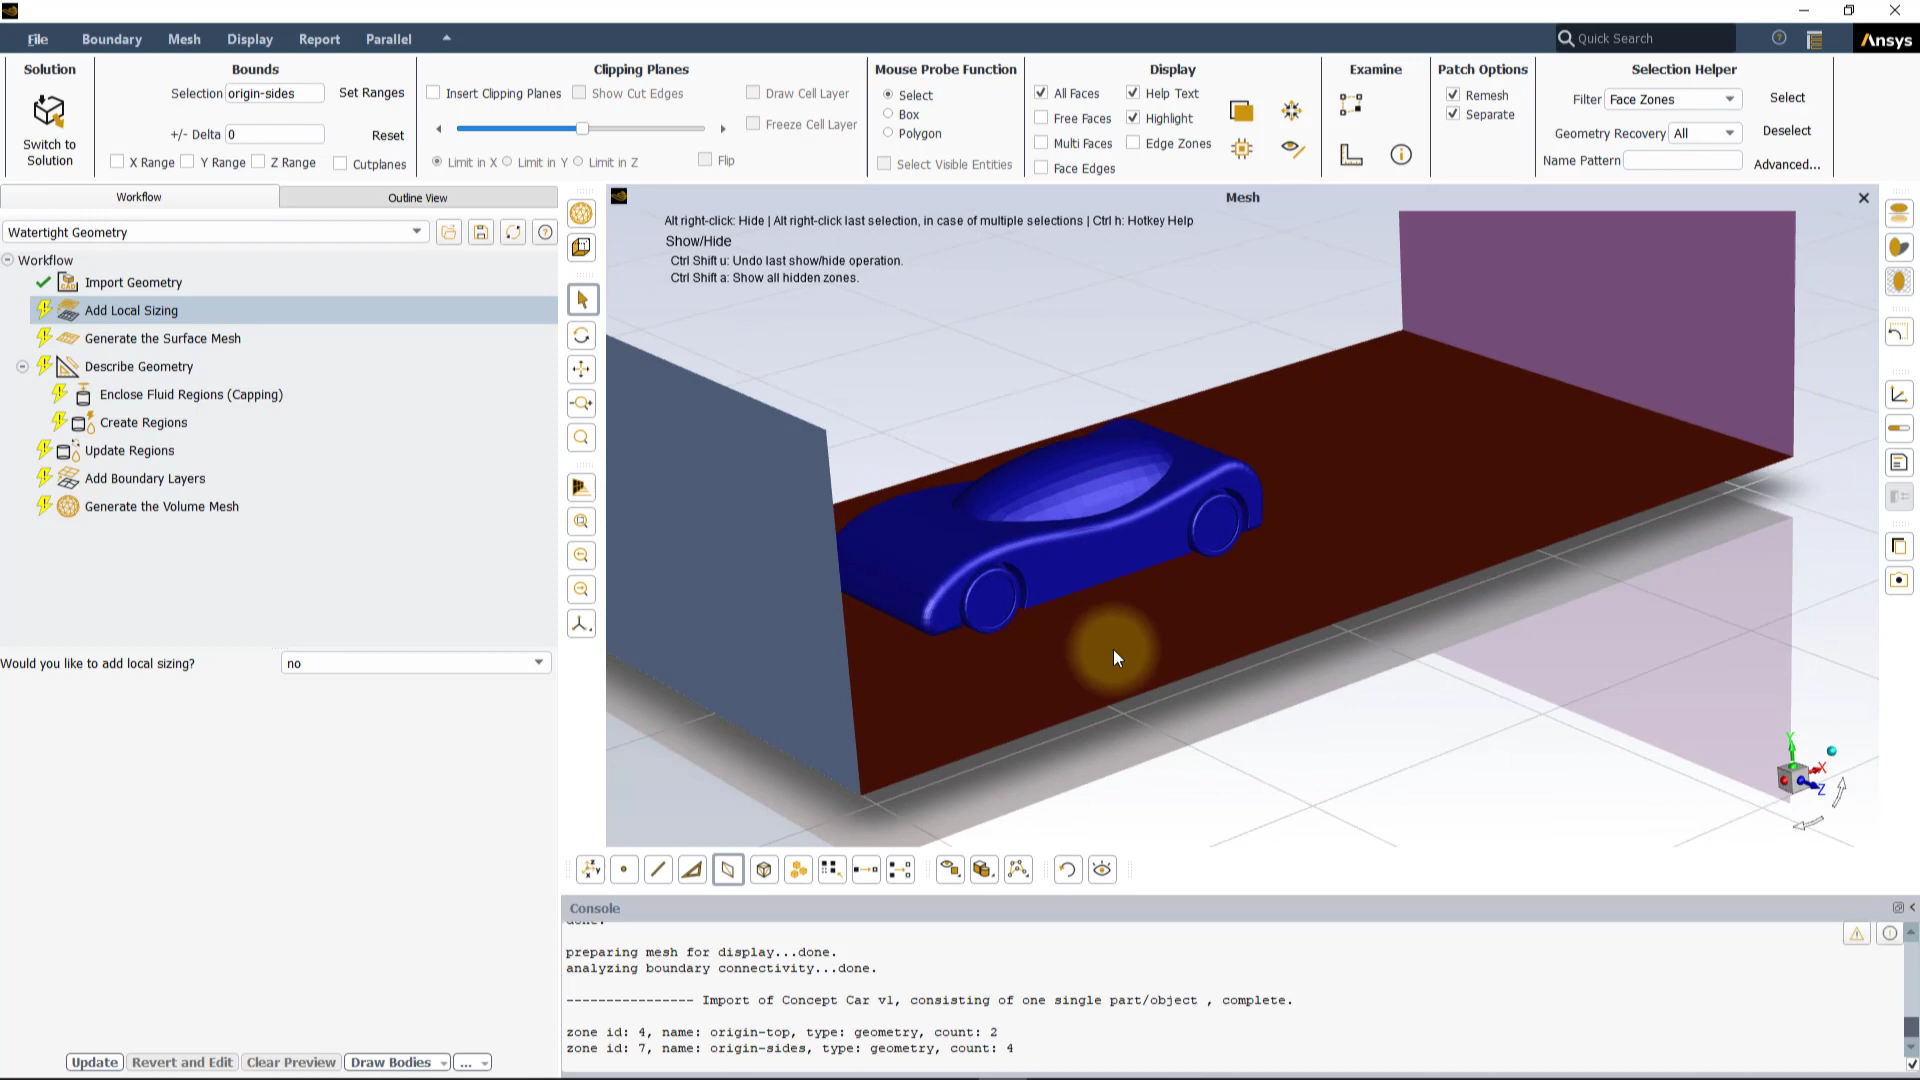 File Boundary Mesh Display Report Parallel Quick Search Ansys
Solution Bounds Clipping Planes Mouse Probe Function Display Examine Patch Options Selection Helper
Switch to Solution
Selection origin-sides Set Ranges
+/- Delta 0 Reset
X Range Y Range Z Range Cutplanes
Insert Clipping Planes Show Cut Edges Draw Cell Layer
Freeze Cell Layer
Limit in X Limit in Y Limit in Z Flip
Select
Box
Polygon
Select Visible Entities
All Faces Help Text
Free Faces Highlight
Multi Faces Edge Zones
Face Edges
Remesh
Separate
Filter Face Zones Select
Geometry Recovery All Deselect
Name Pattern Advanced...
Workflow Outline View
Watertight Geometry
Workflow
Import Geometry
Add Local Sizing
Generate the Surface Mesh
Describe Geometry
Enclose Fluid Regions (Capping)
Create Regions
Update Regions
Add Boundary Layers
Generate the Volume Mesh
Would you like to add local sizing? no
Update Revert and Edit Clear Preview Draw Bodies ...
Mesh
Alt right-click: Hide | Alt right-click last selection, in case of multiple selections | Ctrl h: Hotkey Help
Show/Hide
Ctrl Shift u: Undo last show/hide operation.
Ctrl Shift a: Show all hidden zones.
Y
X
Z
Console
done.
preparing mesh for display...done.
analyzing boundary connectivity...done.
---------------- Import of Concept Car v1, consisting of one single part/object , complete.
zone id: 4, name: origin-top, type: geometry, count: 2
zone id: 7, name: origin-sides, type: geometry, count: 4